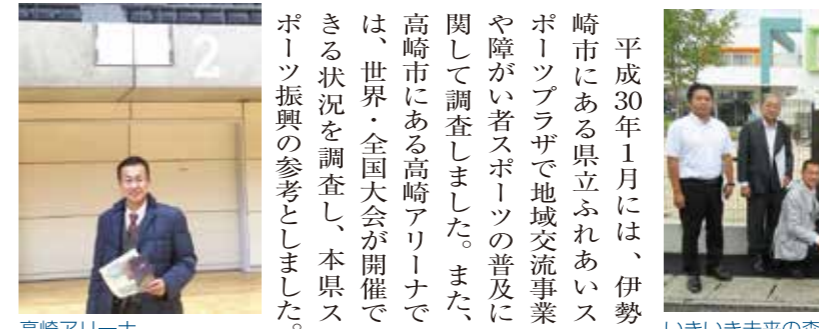 平成30年1月には、伊勢
崎市にある県立ふれあいス
ポーツプラザで地域交流事業
や障がい者スポーツの普及に
関して調査しました。また、
高崎市にある高崎アリーナで
は、世界・全国大会が開催で
きる状況を調査し、本県ス
ポーツ振興の参考としました。
2
高崎アリーナ
いきいき未来の森